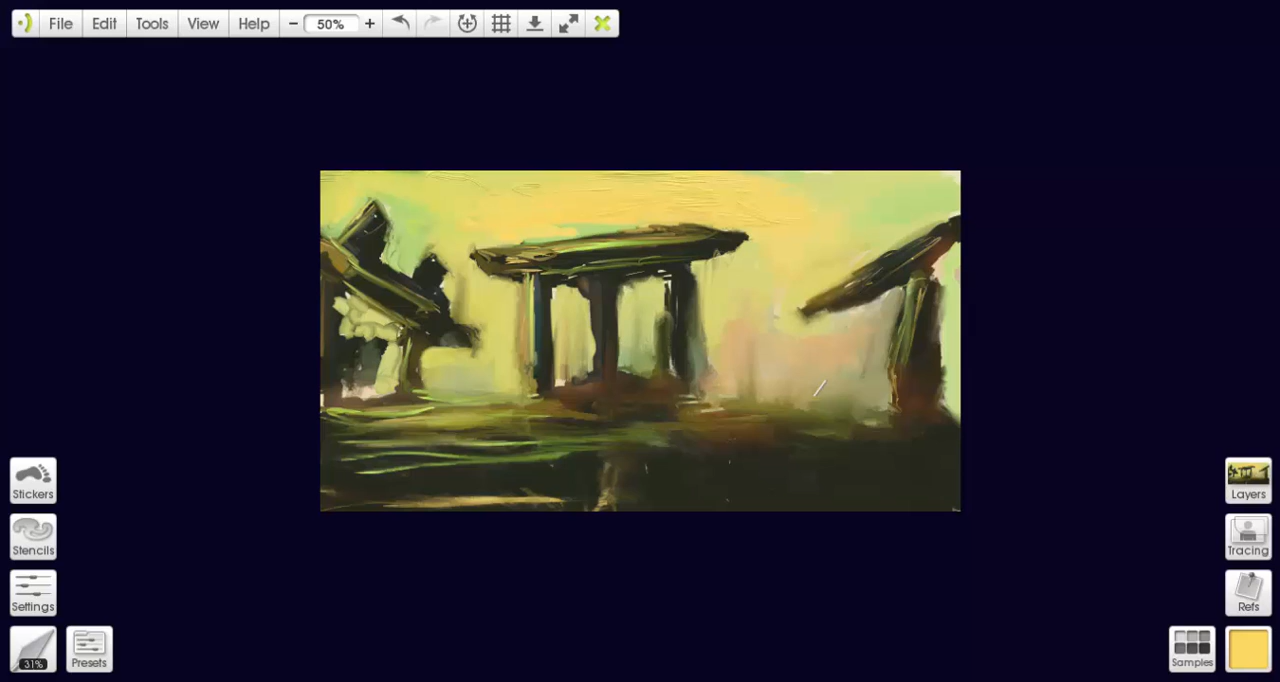 File Edit Tools View Help − 50% +
Stickers
Layers
Stencils
Tracing
Settings
Refs
31% Presets
Samples